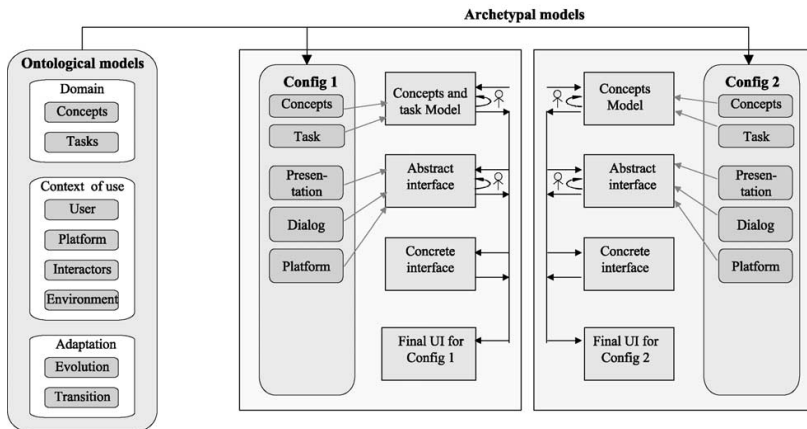 Archetypal models
Ontological models
Domain
Concepts
Tasks
Context of use
User
Platform
Interactors
Environment
Adaptation
Evolution
Transition
Config 1
Concepts
Task
Presen-
tation
Dialog
Platform
Concepts and
task Model
Abstract
interface
Concrete
interface
Final UI for
Config 1
Concepts
Model
Abstract
interface
Concrete
interface
Final UI for
Config 2
Config 2
Concepts
Task
Presen-
tation
Dialog
Platform